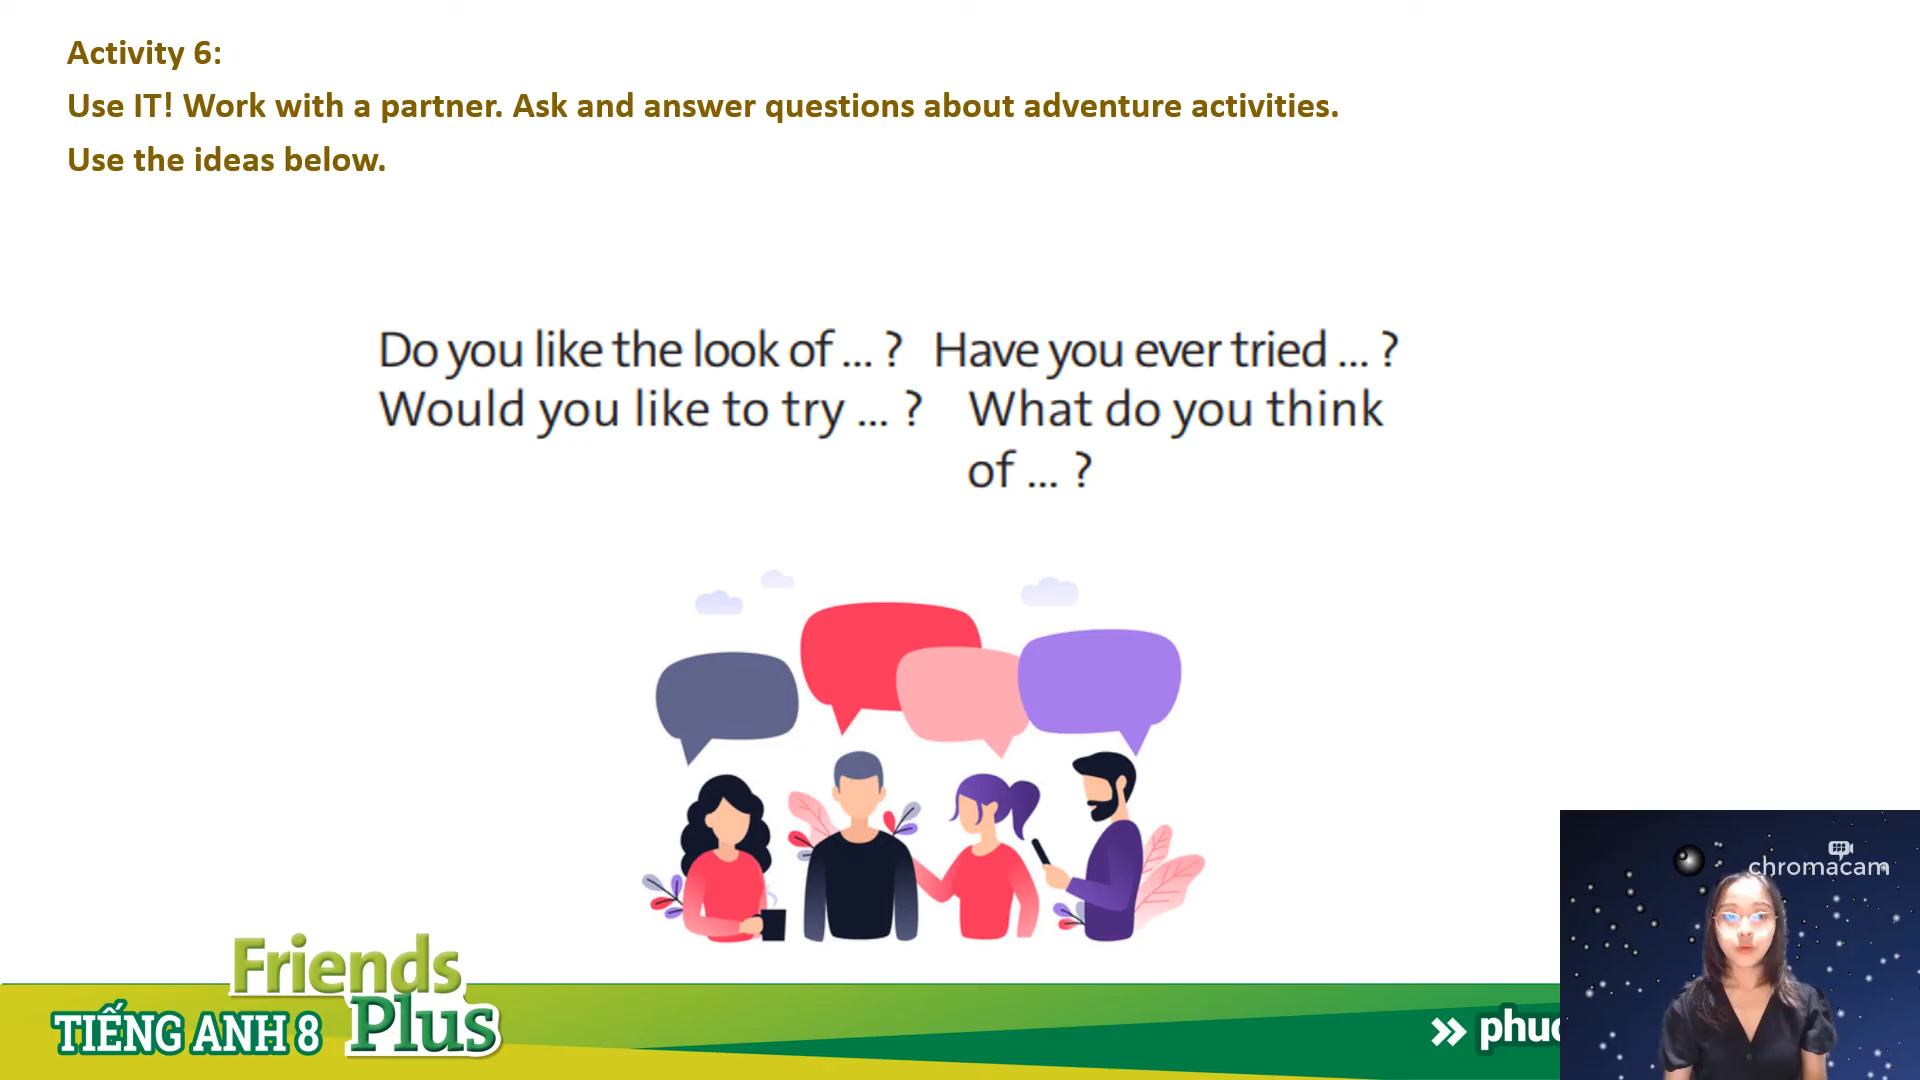 Activity 6:
Use IT! Work with a partner. Ask and answer questions about adventure activities.
Use the ideas below.
Do you like the look of ... ? Have you ever tried ... ?
Would you like to try ... ? What do you think
of ... ?
chromacam
Friends
Plus
TIẾNG ANH 8